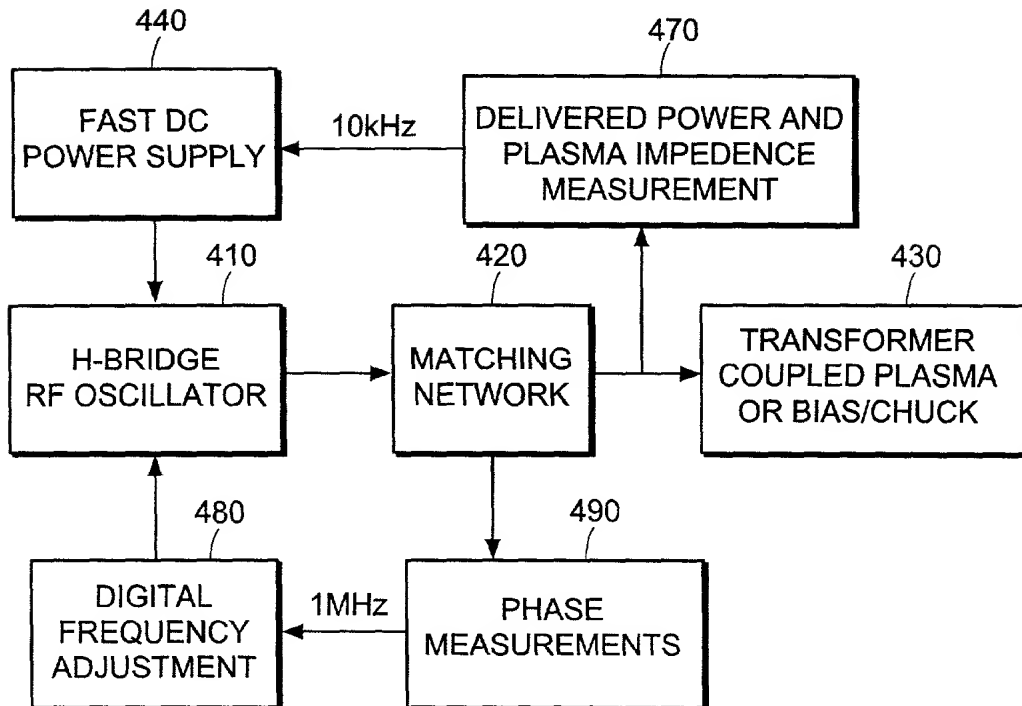 440
FAST DC
POWER SUPPLY
10kHz
470
DELIVERED POWER AND
PLASMA IMPEDENCE
MEASUREMENT
410
H-BRIDGE
RF OSCILLATOR
420
MATCHING
NETWORK
430
TRANSFORMER
COUPLED PLASMA
OR BIAS/CHUCK
480
DIGITAL
FREQUENCY
ADJUSTMENT
1MHz
490
PHASE
MEASUREMENTS